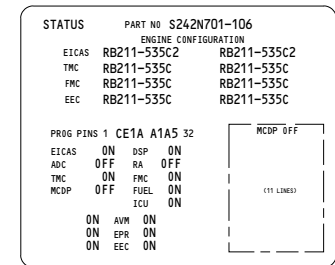 STATUS PART NO S242N701-106
ENGINE CONFIGURATION
EICAS RB211-535C2 RB211-535C2
TMC RB211-535C RB211-535C
FMC RB211-535C RB211-535C
EEC RB211-535C RB211-535C
PROG PINS 1 CE1A A1A5 32
EICAS ON DSP ON
ADC OFF RA OFF
TMC ON FMC ON
MCDP OFF FUEL ON
ICU ON
ON AVM ON
ON EPR ON
ON EEC ON
MCDP OFF
(11 LINES)